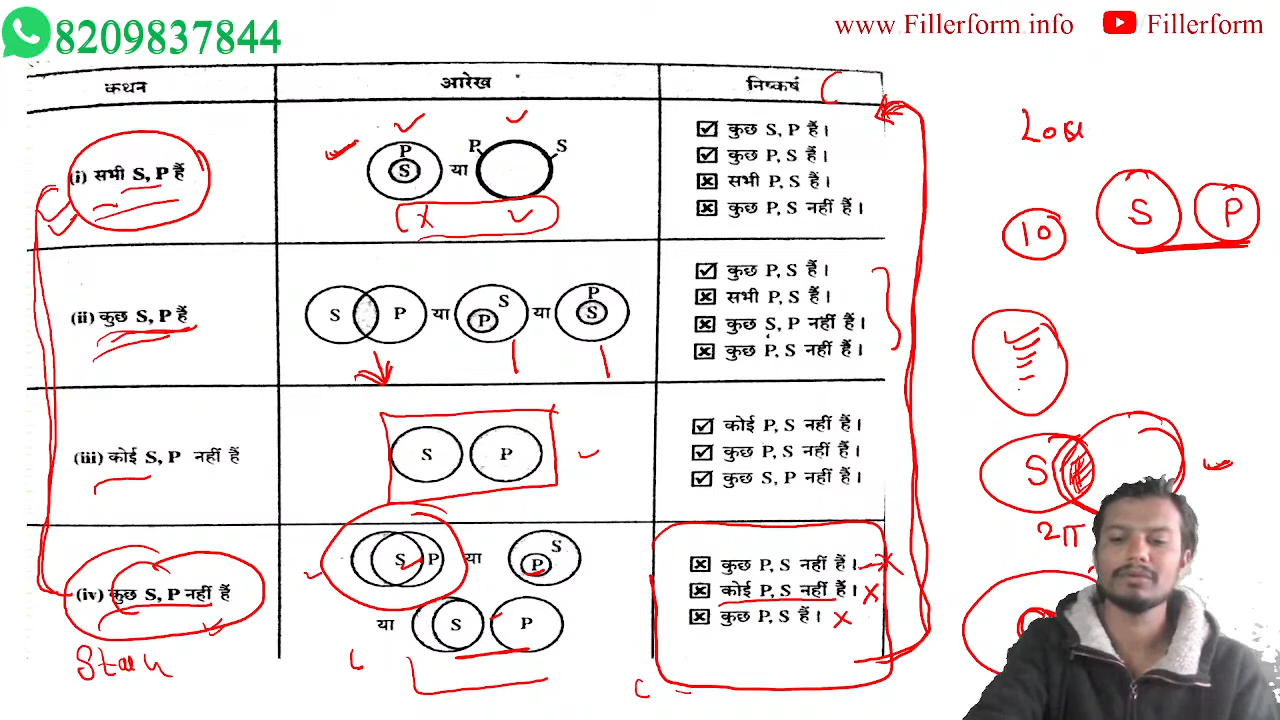 8209837844
www.Fillerform.info
/Fillerform
कथन
आरेख
निष्कर्ष
(i) सभी S, P हैं
P
S
या
P
S
X
कुछ S, P हैं।
कुछ P, S हैं।
सभी P, S हैं।
कुछ P, S नहीं हैं।
(ii) कुछ S, P हैं
S
P
या
S
P
या
P
S
कुछ P, S हैं।
सभी P, S हैं।
कुछ S, P नहीं हैं।
कुछ P, S नहीं हैं।
(iii) कोई S, P नहीं हैं
S
P
कोई P, S नहीं हैं।
कुछ P, S नहीं हैं।
कुछ S, P नहीं हैं।
(iv) कुछ S, P नहीं हैं
S
P
या
S
P
या
S
P
कुछ P, S नहीं हैं।
कोई P, S नहीं हैं।
कुछ P, S हैं।
X
X
X
10
S
P
S
2π